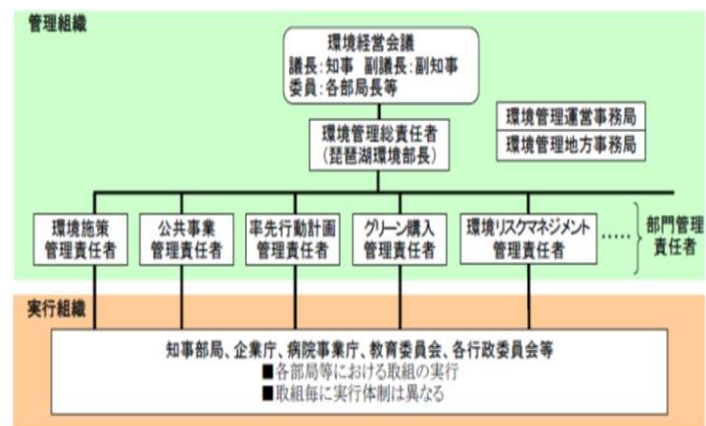 管理組織
環境経営会議
議長：知事 副議長：副知事
委員：各部局長等
環境管理総責任者
（琵琶湖環境部長）
環境管理運営事務局
環境管理地方事務局
環境施策
管理責任者
公共事業
管理責任者
率先行動計画
管理責任者
グリーン購入
管理責任者
環境リスクマネジメント
管理責任者
‥‥‥
部門管理
責任者
実行組織
知事部局、企業庁、病院事業庁、教育委員会、各行政委員会等
■各部局等における取組の実行
■取組毎に実行体制は異なる